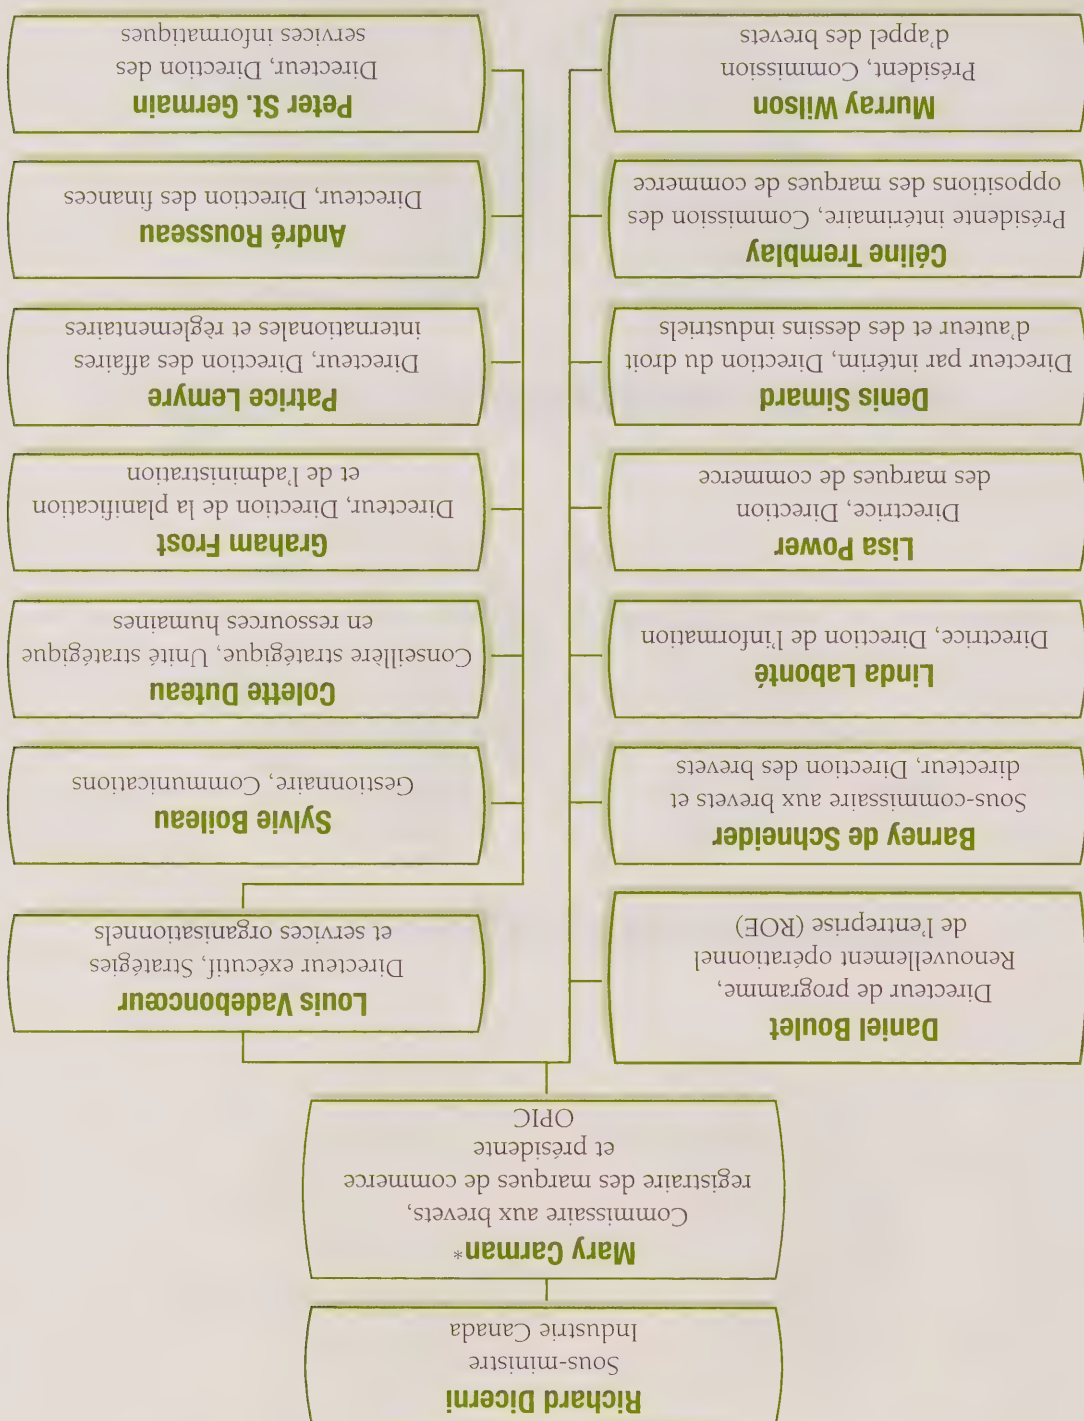 Richard Dicerni
Sous-ministre
Industrie Canada
Mary Carman*
Commissaire aux brevets,
registraire des marques de commerce
et présidente
OPIC
Daniel Boulet
Directeur de programme,
Renouvellement opérationnel
de l'entreprise (ROE)
Barney de Schneider
Sous-commissaire aux brevets et
directeur, Direction des brevets
Linda Labonté
Directrice, Direction de l'information
Lisa Power
Directrice, Direction
des marques de commerce
Denis Simard
Directeur par intérim, Direction du droit
d'auteur et des dessins industriels
Céline Tremblay
Présidente intérimaire, Commission des
oppositions des marques de commerce
Murray Wilson
Président, Commission
d'appel des brevets
Louis Vadeboncœur
Directeur exécutif, Stratégies
et services organisationnels
Sylvie Boileau
Gestionnaire, Communications
Colette Duteau
Conseillère stratégique, Unité stratégique
en ressources humaines
Graham Frost
Directeur, Direction de la planification
et de l'administration
Patrice Lemyre
Directeur, Direction des affaires
internationales et règlementaires
André Rousseau
Directeur, Direction des finances
Peter St. Germain
Directeur, Direction des
services informatiques